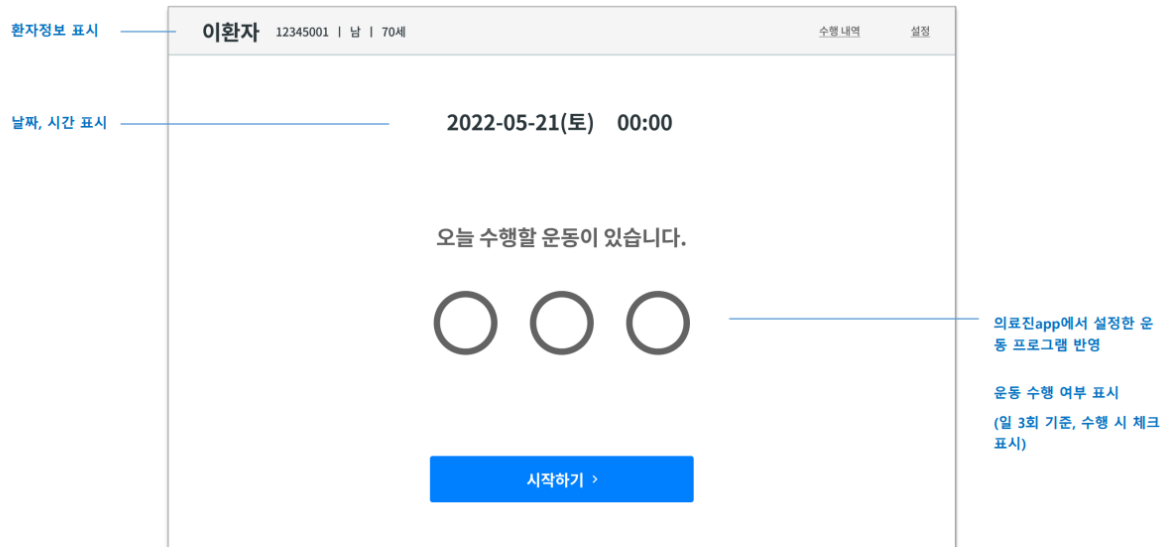 환자정보 표시
이환자 12345001 | 남 | 70세
수행 내역
설정
날짜, 시간 표시
2022-05-21(토) 00:00
오늘 수행할 운동이 있습니다.
의료진app에서 설정한 운
동 프로그램 반영
운동 수행 여부 표시
(일 3회 기준, 수행 시 체크
표시)
시작하기 >